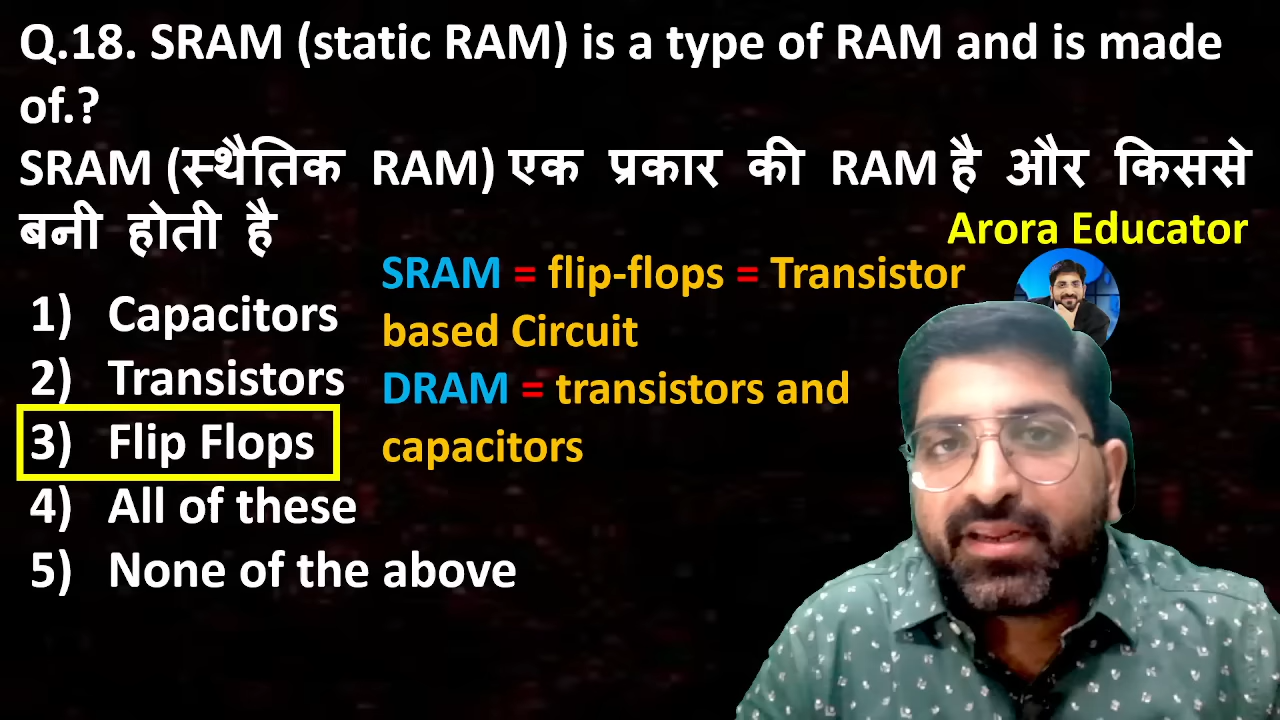 Q.18. SRAM (static RAM) is a type of RAM and is made
of.?
SRAM (स्थैतिक RAM) एक प्रकार की RAM है और किससे
बनी होती है
Arora Educator
SRAM = flip-flops = Transistor
based Circuit
DRAM = transistors and
capacitors
1) Capacitors
2) Transistors
3) Flip Flops
4) All of these
5) None of the above